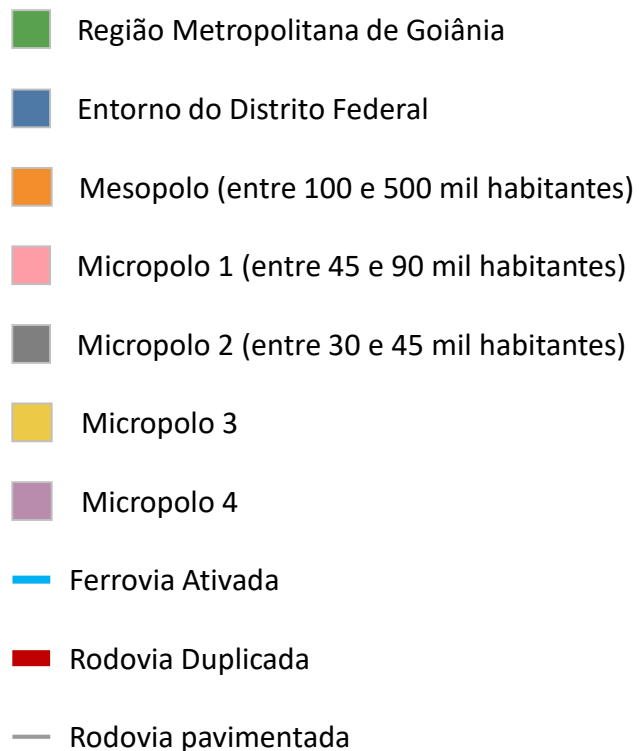 Região Metropolitana de Goiânia
Entorno do Distrito Federal
Mesopolo (entre 100 e 500 mil habitantes)
Micropolo 1 (entre 45 e 90 mil habitantes)
Micropolo 2 (entre 30 e 45 mil habitantes)
Micropolo 3
Micropolo 4
Ferrovia Ativada
Rodovia Duplicada
Rodovia pavimentada